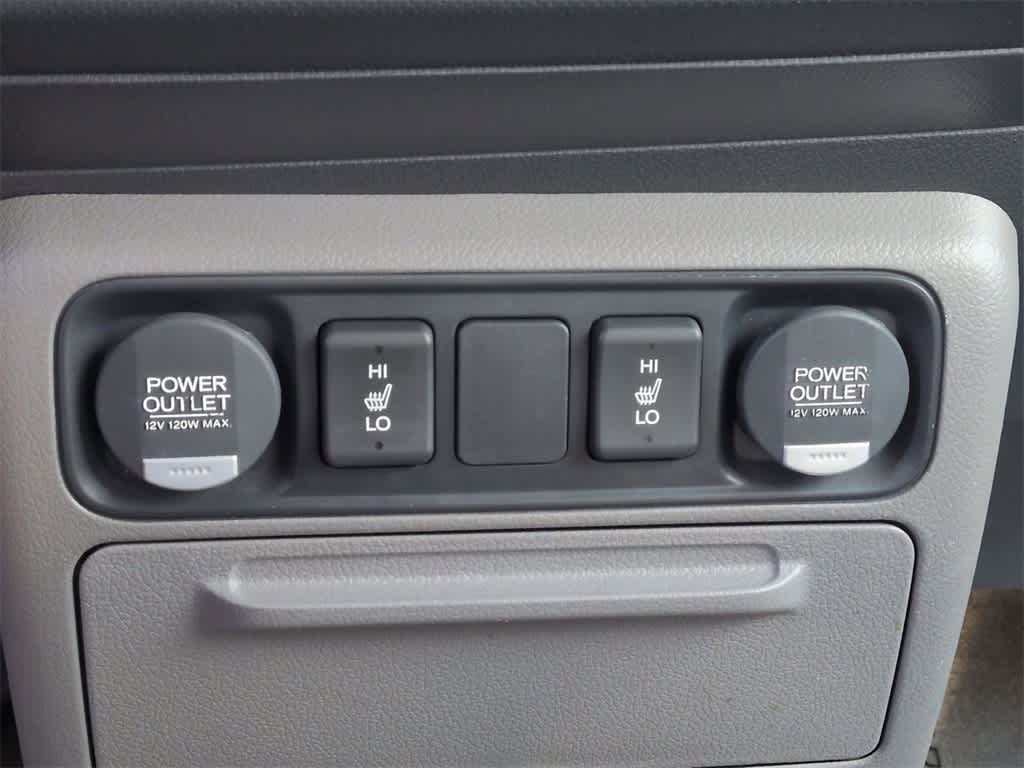 POWER
OUTLET
12V 120W MAX.
HI
LO
HI
LO
POWER
OUTLET
12V 120W MAX.